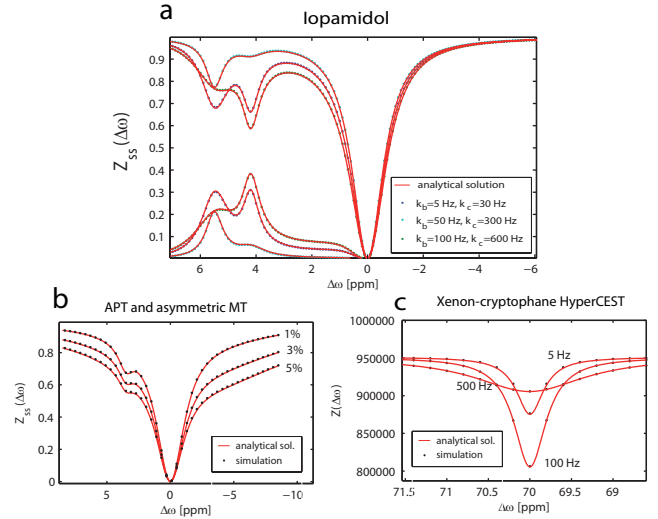 a
Iopamidol
Z_ss(Δω)
0.9
0.8
0.7
0.6
0.5
0.4
0.3
0.2
0.1
analytical solution
k_b=5 Hz, k_c=30 Hz
k_b=50 Hz, k_c=300 Hz
k_b=100 Hz, k_c=600 Hz
6 4 2 0 −2 −4 −6
Δω [ppm]
b
APT and asymmetric MT
Z_ss(Δω)
0.8
0.6
0.4
0.2
0
1%
3%
5%
analytical sol.
simulation
5 0 −5 −10
Δω [ppm]
c
Xenon-cryptophane HyperCEST
Z(Δω)
1000000
950000
900000
850000
800000
5 Hz
500 Hz
100 Hz
analytical sol.
simulation
71.5 71 70.5 70 69.5 69
Δω [ppm]